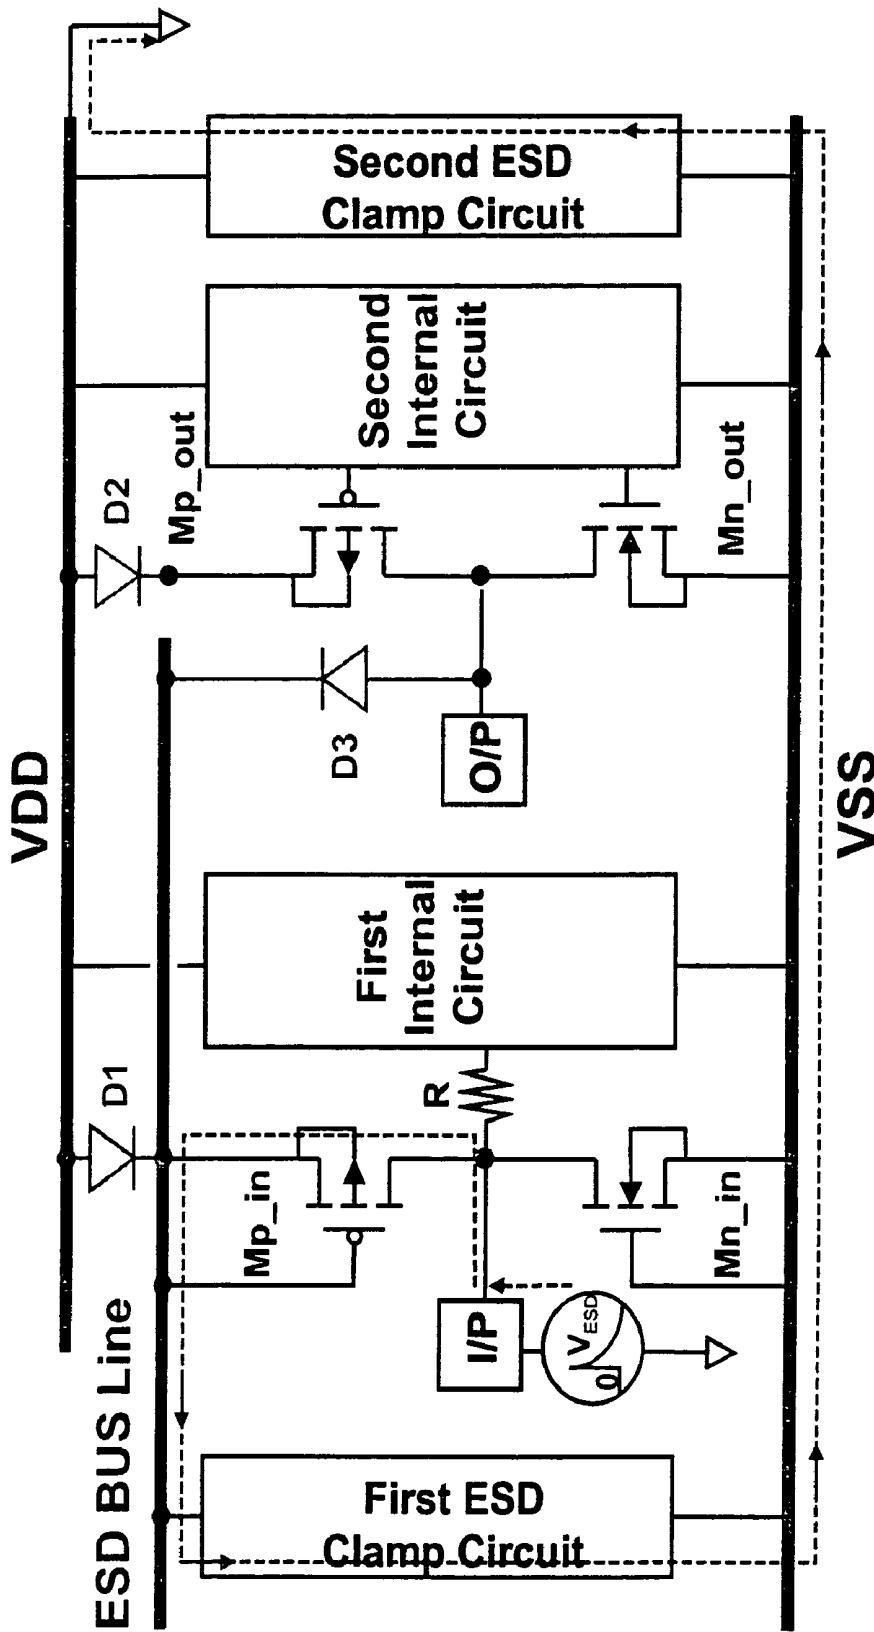 VDD
ESD BUS Line
D1
D2
Mp_out
Mp_in
D3
R
First ESD
Clamp Circuit
I/P
V ESD
0
First
Internal
Circuit
O/P
Second
Internal
Circuit
Second ESD
Clamp Circuit
Mn_in
Mn_out
VSS